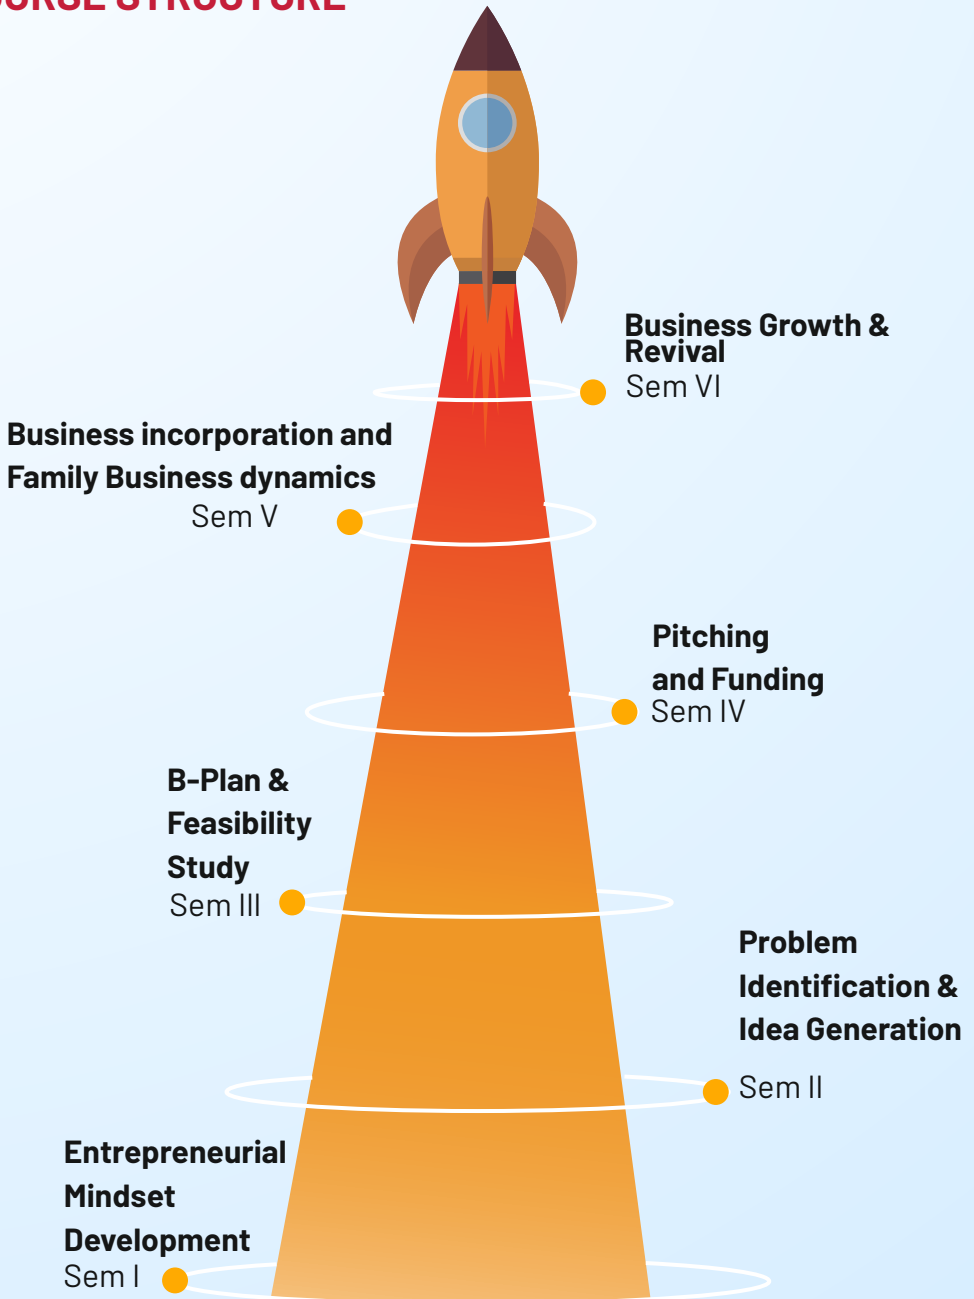 STRUCTURE
Business Growth &
Revival
Sem VI
Business incorporation and
Family Business dynamics
Sem V
Pitching
and Funding
Sem IV
B-Plan &
Feasibility
Study
Sem III
Problem
Identification &
Idea Generation
Sem II
Entrepreneurial
Mindset
Development
Sem I